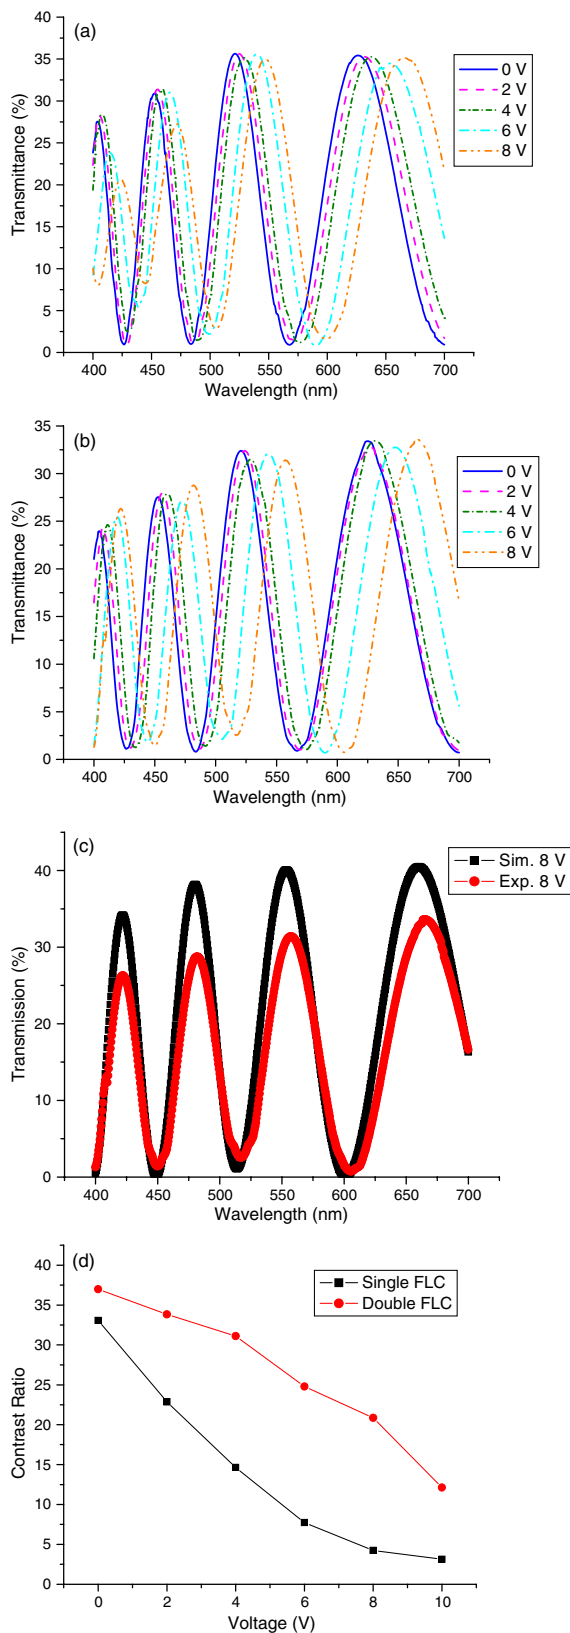 (a)
40
35
30
25
20
15
10
5
0
Transmittance (%)
0 V
2 V
4 V
6 V
8 V
400 450 500 550 600 650 700
Wavelength (nm)
(b)
35
30
25
20
15
10
5
0
Transmittance (%)
0 V
2 V
4 V
6 V
8 V
400 450 500 550 600 650 700
Wavelength (nm)
(c)
40
30
20
10
0
Transmission (%)
Sim. 8 V
Exp. 8 V
400 450 500 550 600 650 700
Wavelength (nm)
(d)
40
35
30
25
20
15
10
5
0
Contrast Ratio
Single FLC
Double FLC
0 2 4 6 8 10
Voltage (V)